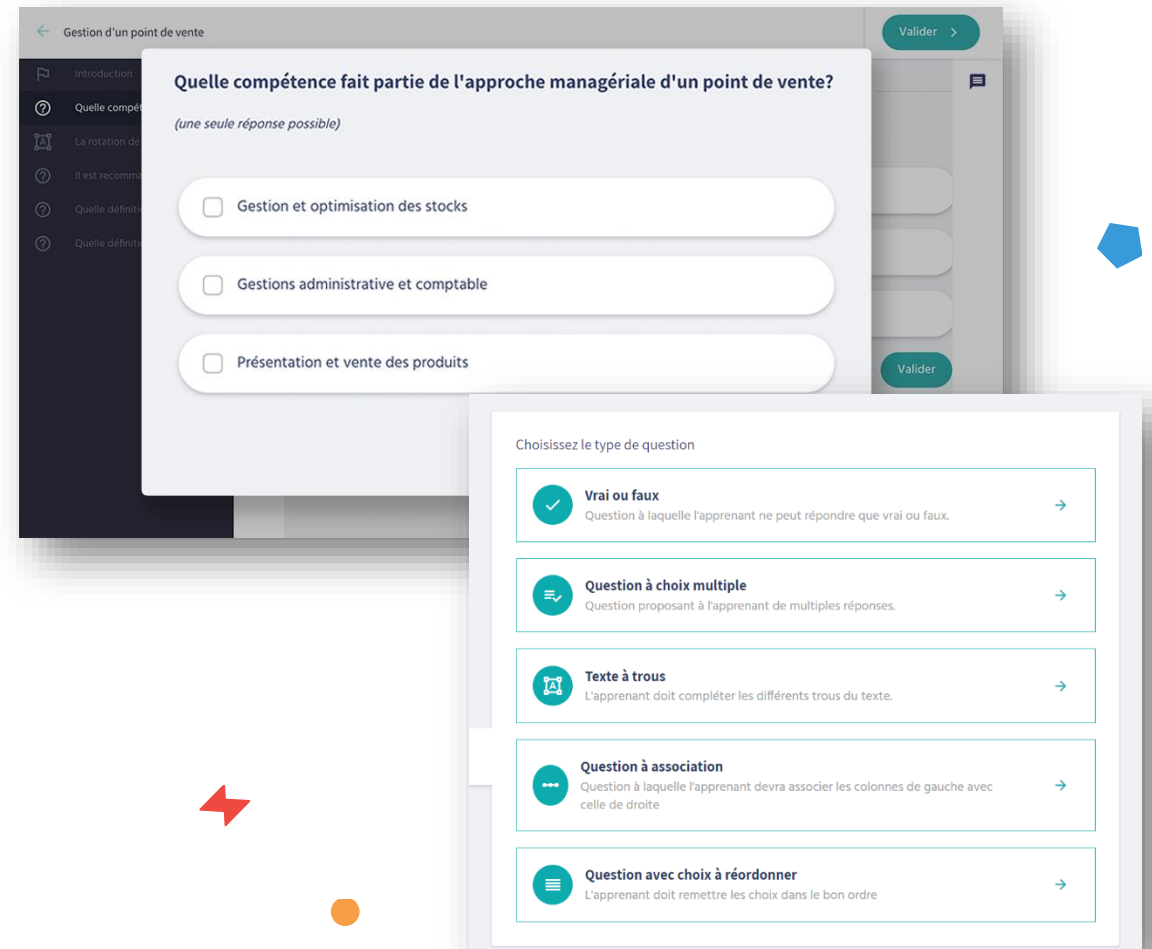 Gestion d'un point de vente
Valider
Introduction
Quelle compét
La rotation de
Il est recomma
Quelle définiti
Quelle définiti
Quelle compétence fait partie de l'approche managériale d'un point de vente?
(une seule réponse possible)
Gestion et optimisation des stocks
Gestions administrative et comptable
Présentation et vente des produits
Valider
Choisissez le type de question
Vrai ou faux
Question à laquelle l'apprenant ne peut répondre que vrai ou faux.
Question à choix multiple
Question proposant à l'apprenant de multiples réponses.
Texte à trous
L'apprenant doit compléter les différents trous du texte.
Question à association
Question à laquelle l'apprenant devra associer les colonnes de gauche avec
celle de droite
Question avec choix à réordonner
L'apprenant doit remettre les choix dans le bon ordre